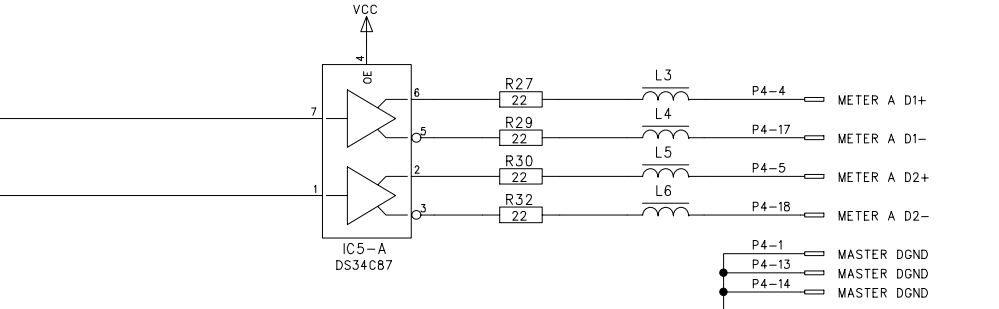 VCC
4
OE
7
6
R27
22
L3
P4-4
METER A D1+
5
R29
22
L4
P4-17
METER A D1-
1
2
R30
22
L5
P4-5
METER A D2+
3
R32
22
L6
P4-18
METER A D2-
IC5-A
DS34C87
P4-1
MASTER DGND
P4-13
MASTER DGND
P4-14
MASTER DGND